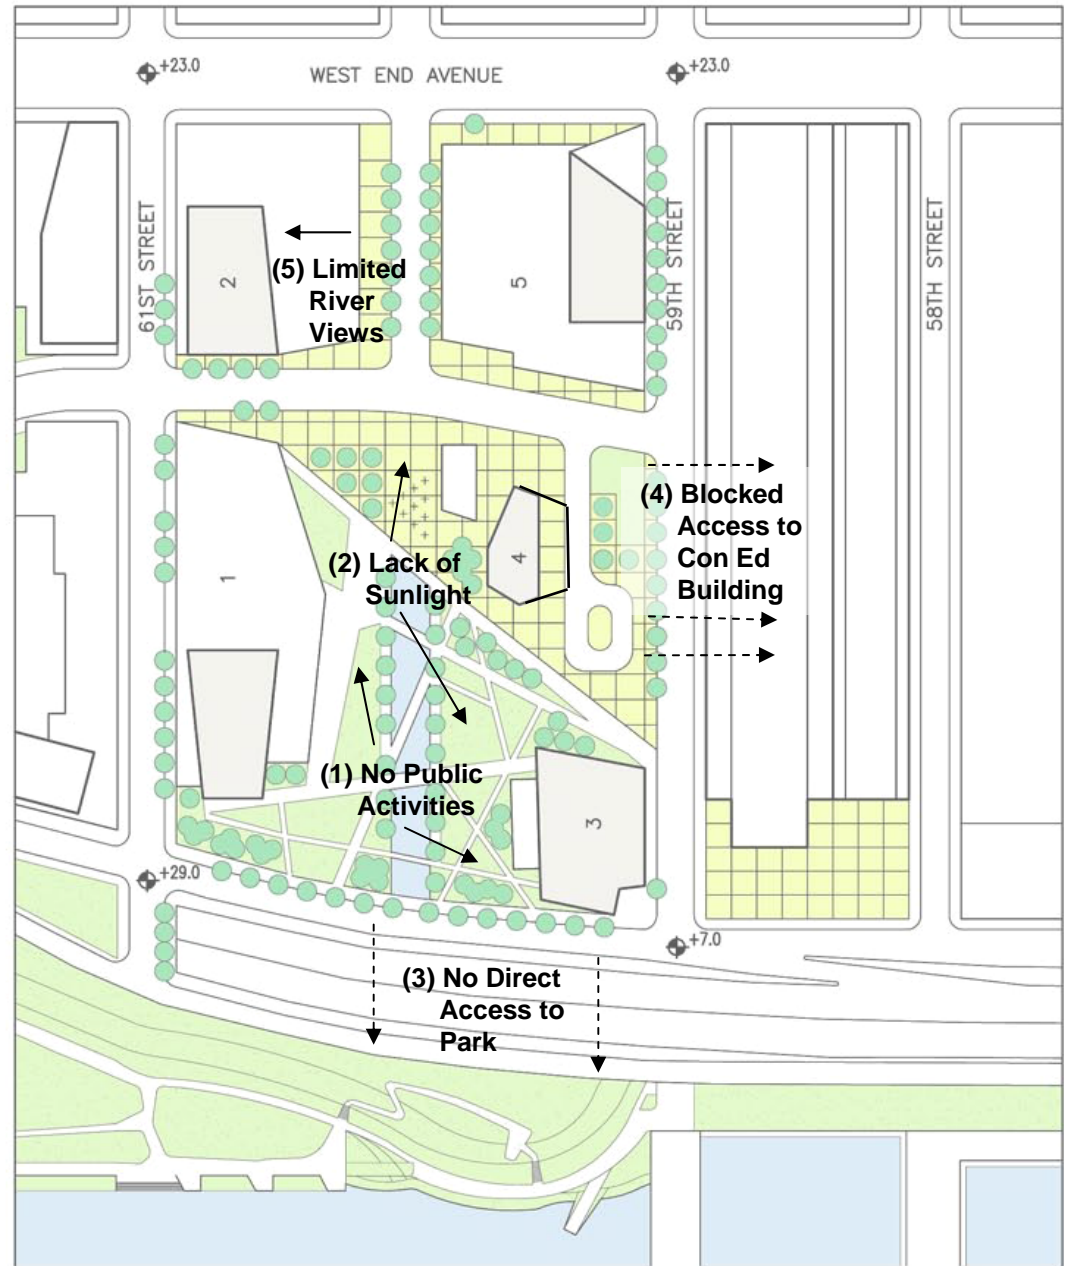 +23.0
WEST END AVENUE
+23.0
61ST STREET
59TH STREET
58TH STREET
2
(5) Limited
River
Views
5
(4) Blocked
Access to
Con Ed
Building
4
(2) Lack of
Sunlight
1
(1) No Public
Activities
3
+29.0
+7.0
(3) No Direct
Access to
Park